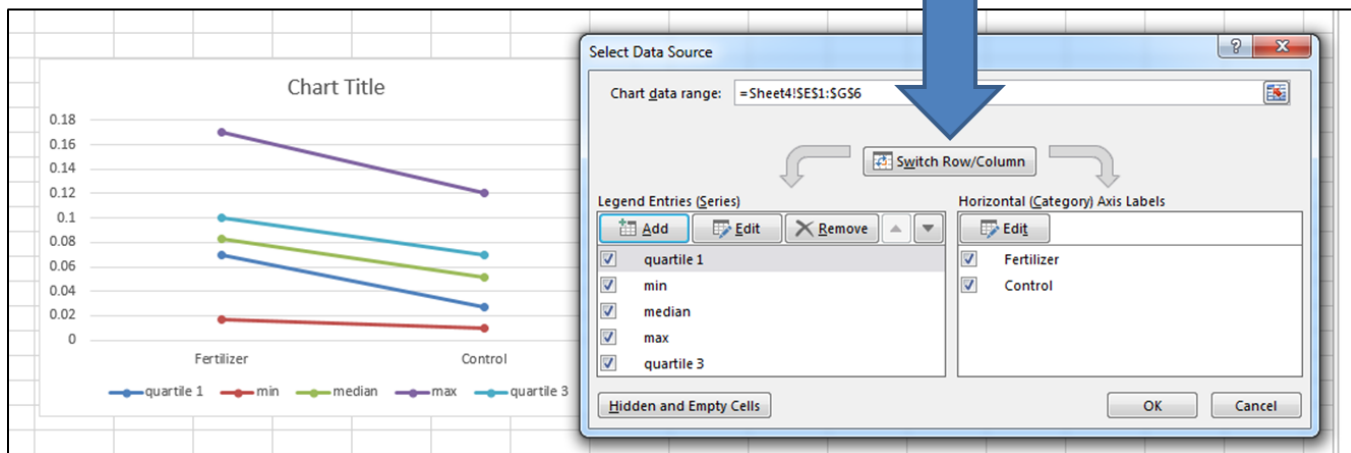 Chart Title
0.18
0.16
0.14
0.12
0.1
0.08
0.06
0.04
0.02
0
Fertilizer Control
quartile 1 min median max quartile 3
Select Data Source
Chart data range: =Sheet4!$E$1:$G$6
Switch Row/Column
Legend Entries (Series)
Add Edit Remove
quartile 1
min
median
max
quartile 3
Horizontal (Category) Axis Labels
Edit
Fertilizer
Control
Hidden and Empty Cells
OK Cancel